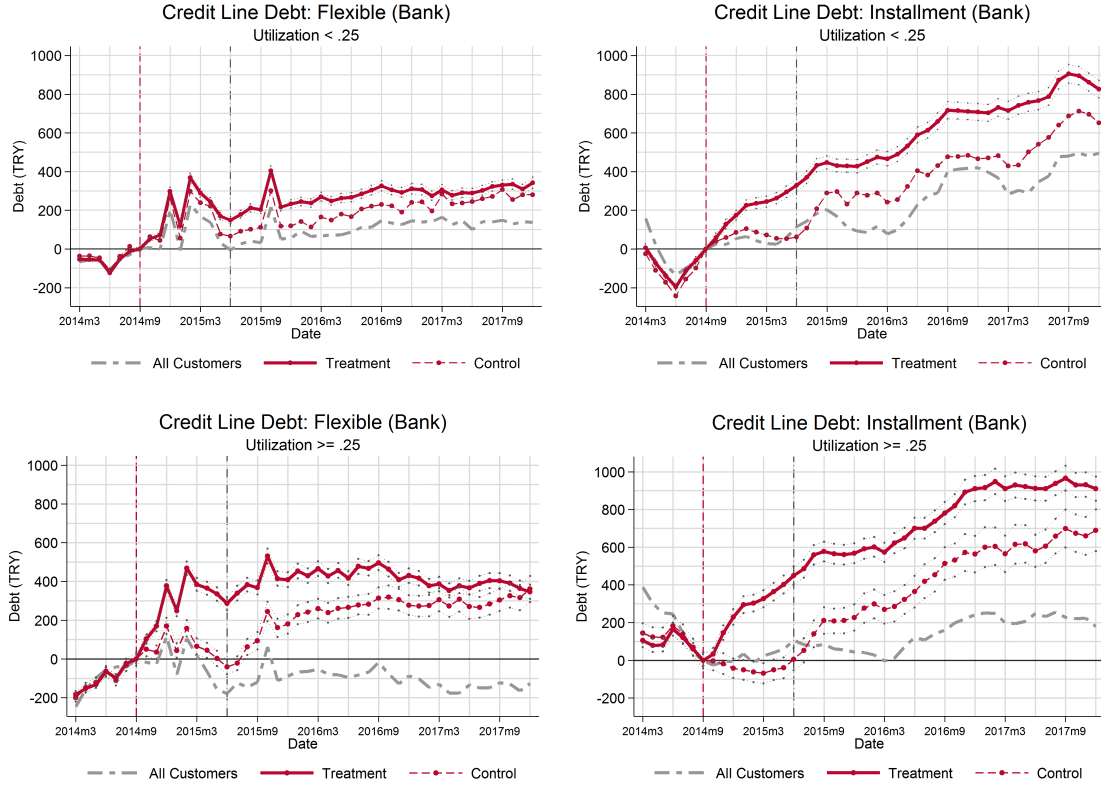 Credit Line Debt: Flexible (Bank)
Utilization < .25
Debt (TRY)
1000
800
600
400
200
0
-200
2014m3 2014m9 2015m3 2015m9 2016m3 2016m9 2017m3 2017m9
Date
All Customers Treatment Control
Credit Line Debt: Installment (Bank)
Utilization < .25
Debt (TRY)
1000
800
600
400
200
0
-200
2014m3 2014m9 2015m3 2015m9 2016m3 2016m9 2017m3 2017m9
Date
All Customers Treatment Control
Credit Line Debt: Flexible (Bank)
Utilization >= .25
Debt (TRY)
1000
800
600
400
200
0
-200
2014m3 2014m9 2015m3 2015m9 2016m3 2016m9 2017m3 2017m9
Date
All Customers Treatment Control
Credit Line Debt: Installment (Bank)
Utilization >= .25
Debt (TRY)
1000
800
600
400
200
0
-200
2014m3 2014m9 2015m3 2015m9 2016m3 2016m9 2017m3 2017m9
Date
All Customers Treatment Control